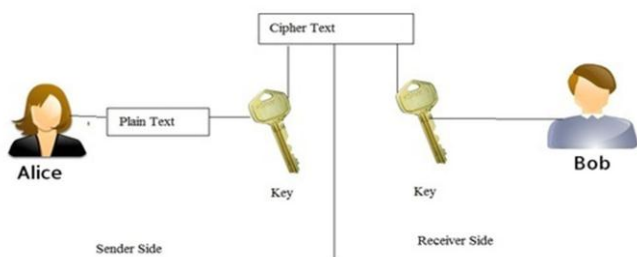 Cipher Text
Plain Text
Alice
Bob
Key
Key
Sender Side
Receiver Side